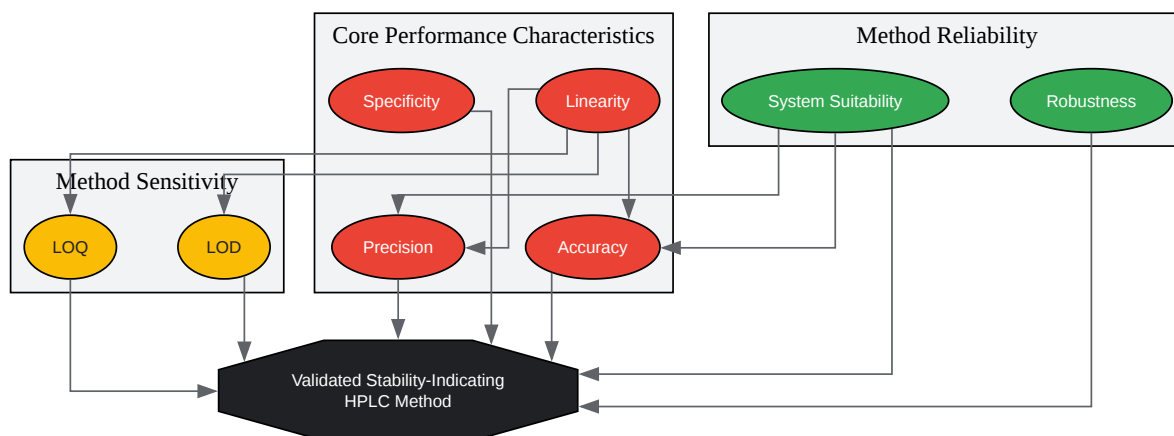 Core Performance Characteristics
Method Reliability
Specificity
Linearity
System Suitability
Robustness
Method Sensitivity
LOQ
LOD
Precision
Accuracy
Validated Stability-Indicating
HPLC Method